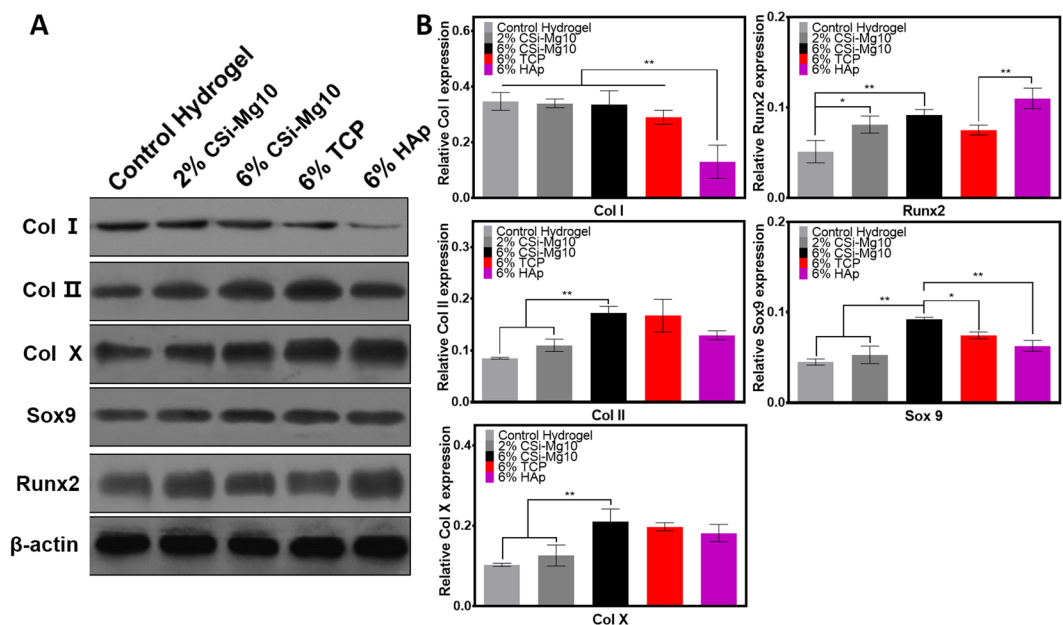 A
Control Hydrogel
2% CSi-Mg10
6% CSi-Mg10
6% TCP
6% HAp
Col Ⅰ
Col Ⅱ
Col X
Sox9
Runx2
β-actin
B
Relative Col I expression
0.6
0.4
0.2
0.0
Control Hydrogel
2% CSi-Mg10
6% CSi-Mg10
6% TCP
6% HAp
**
Col I
Relative Runx2 expression
0.2
0.1
0.0
Control Hydrogel
2% CSi-Mg10
6% CSi-Mg10
6% TCP
6% HAp
*
**
**
Runx2
Relative Col II expression
0.3
0.2
0.1
0.0
Control Hydrogel
2% CSi-Mg10
6% CSi-Mg10
6% TCP
6% HAp
**
Col II
Relative Sox9 expression
0.2
0.1
0.0
Control Hydrogel
2% CSi-Mg10
6% CSi-Mg10
6% TCP
6% HAp
**
*
**
Sox 9
Relative Col X expression
0.4
0.2
0.0
Control Hydrogel
2% CSi-Mg10
6% CSi-Mg10
6% TCP
6% HAp
**
Col X